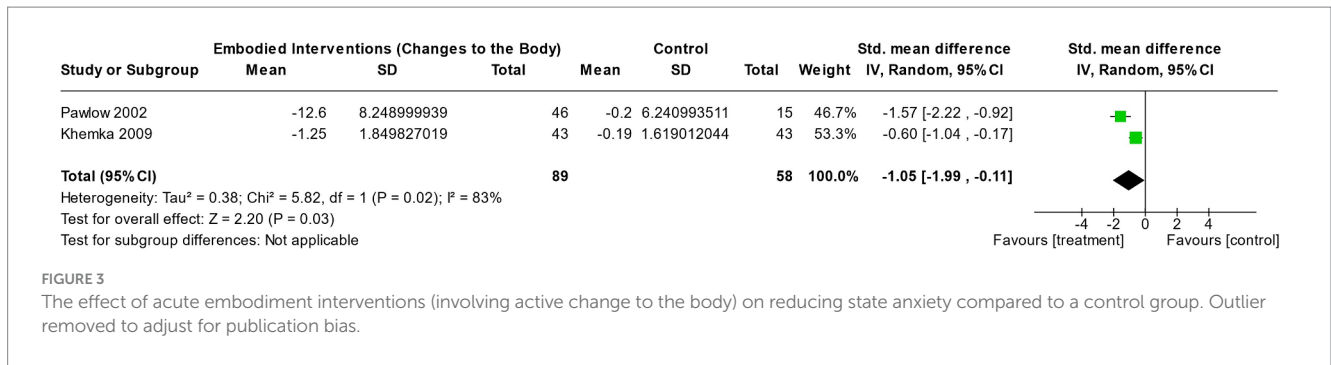 Embodied Interventions (Changes to the Body) Control Std. mean difference Std. mean difference
Study or Subgroup Mean SD Total Mean SD Total Weight IV, Random, 95% CI IV, Random, 95% CI
Pawlow 2002 -12.6 8.248999939 46 -0.2 6.240993511 15 46.7% -1.57 [-2.22 , -0.92]
Khemka 2009 -1.25 1.849827019 43 -0.19 1.619012044 43 53.3% -0.60 [-1.04 , -0.17]
Total (95% CI) 89 58 100.0% -1.05 [-1.99 , -0.11]
Heterogeneity: Tau² = 0.38; Chi² = 5.82, df = 1 (P = 0.02); I² = 83%
Test for overall effect: Z = 2.20 (P = 0.03)
-4 -2 0 2 4
Test for subgroup differences: Not applicable Favours [treatment] Favours [control]
FIGURE 3
The effect of acute embodiment interventions (involving active change to the body) on reducing state anxiety compared to a control group. Outlier
removed to adjust for publication bias.